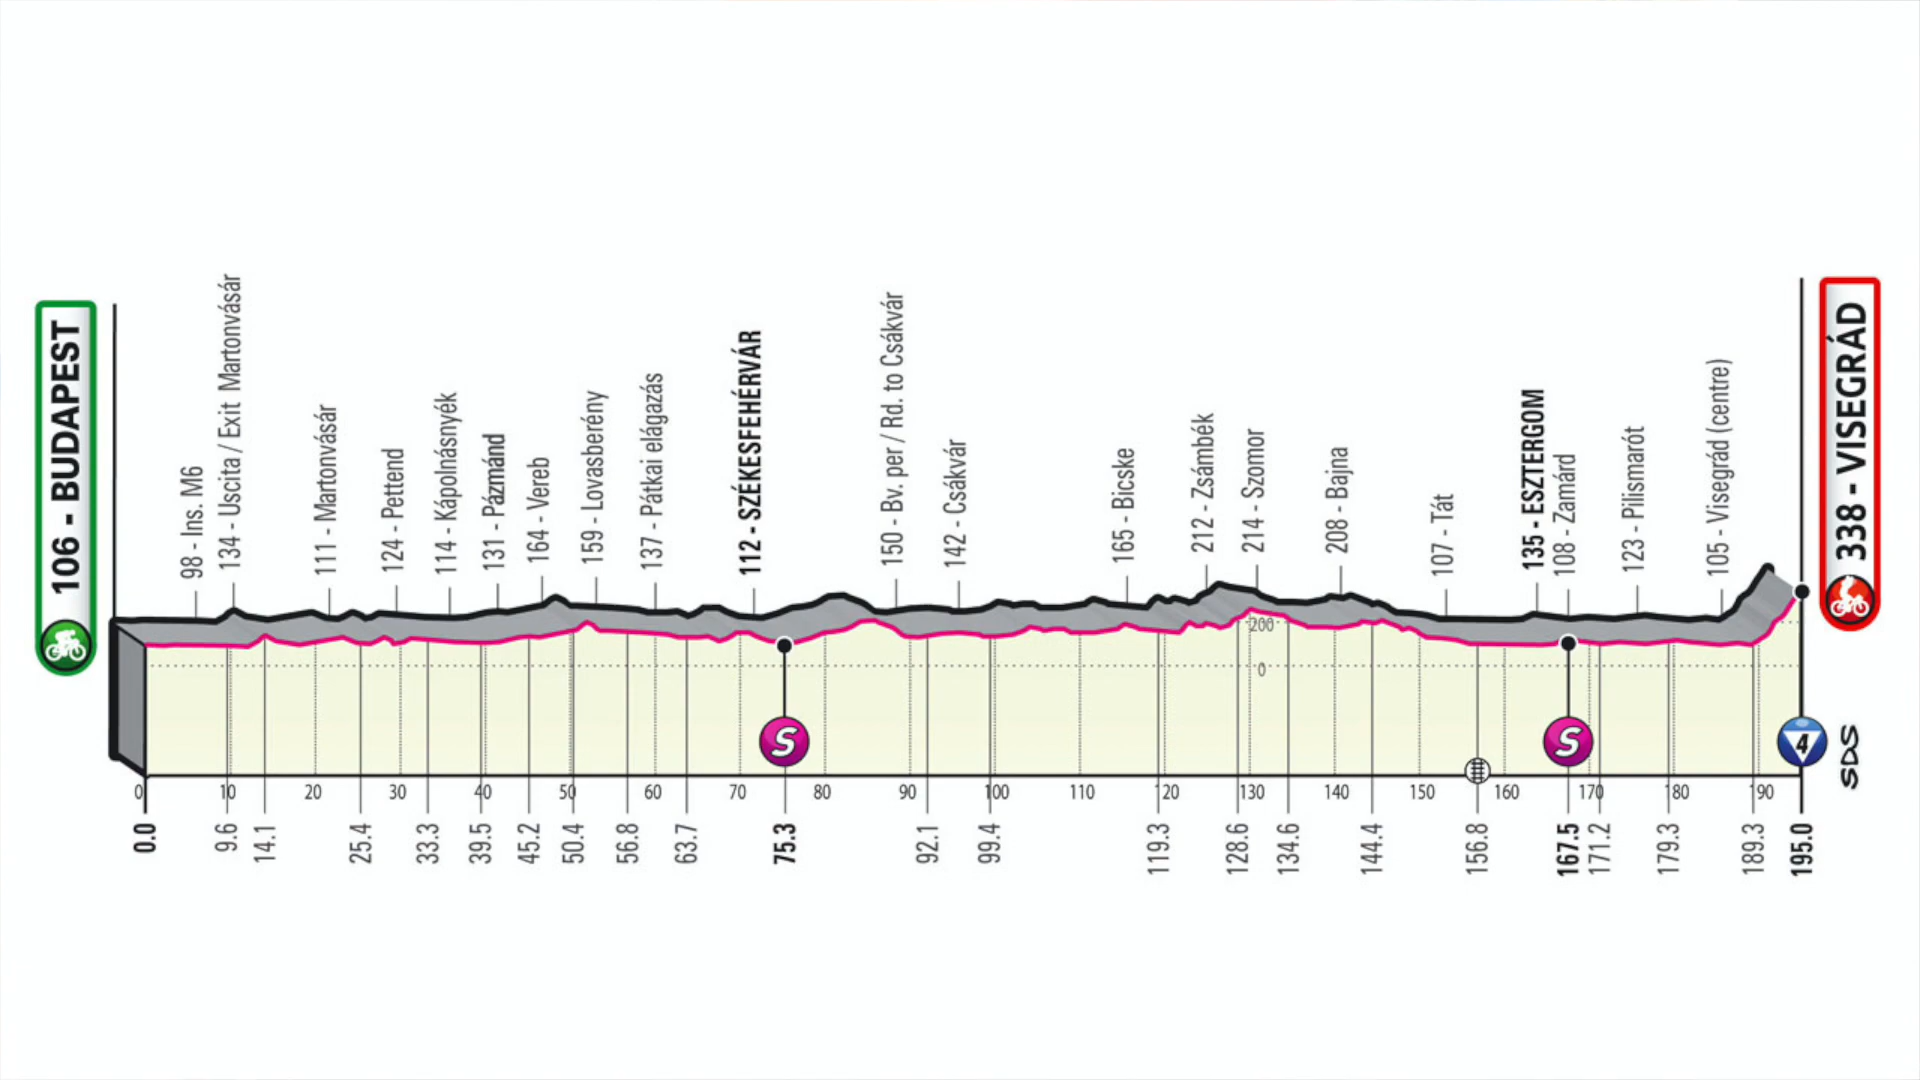 106 - BUDAPEST
98 - Ins. M6
134 - Uscita / Exit Martonvásár
111 - Martonvásár
124 - Pettend
114 - Kápolnásnyék
131 - Pázmánd
164 - Vereb
159 - Lovasberény
137 - Pátkai elágazás
112 - SZÉKESFEHÉRVÁR
150 - Bv. per / Rd. to Csákvár
142 - Csákvár
165 - Bicske
212 - Zsámbék
214 - Szomor
208 - Bajna
107 - Tát
135 - ESZTERGOM
108 - Zamárd
123 - Pilismarót
105 - Visegrád (centre)
338 - VISEGRÁD
200
0
S
S
4
SDS
0 10 20 30 40 50 60 70 80 90 100 110 120 130 140 150 160 170 180 190
0.0 9.6 14.1 25.4 33.3 39.5 45.2 50.4 56.8 63.7 75.3 92.1 99.4 119.3 128.6 134.6 144.4 156.8 167.5 171.2 179.3 189.3 195.0